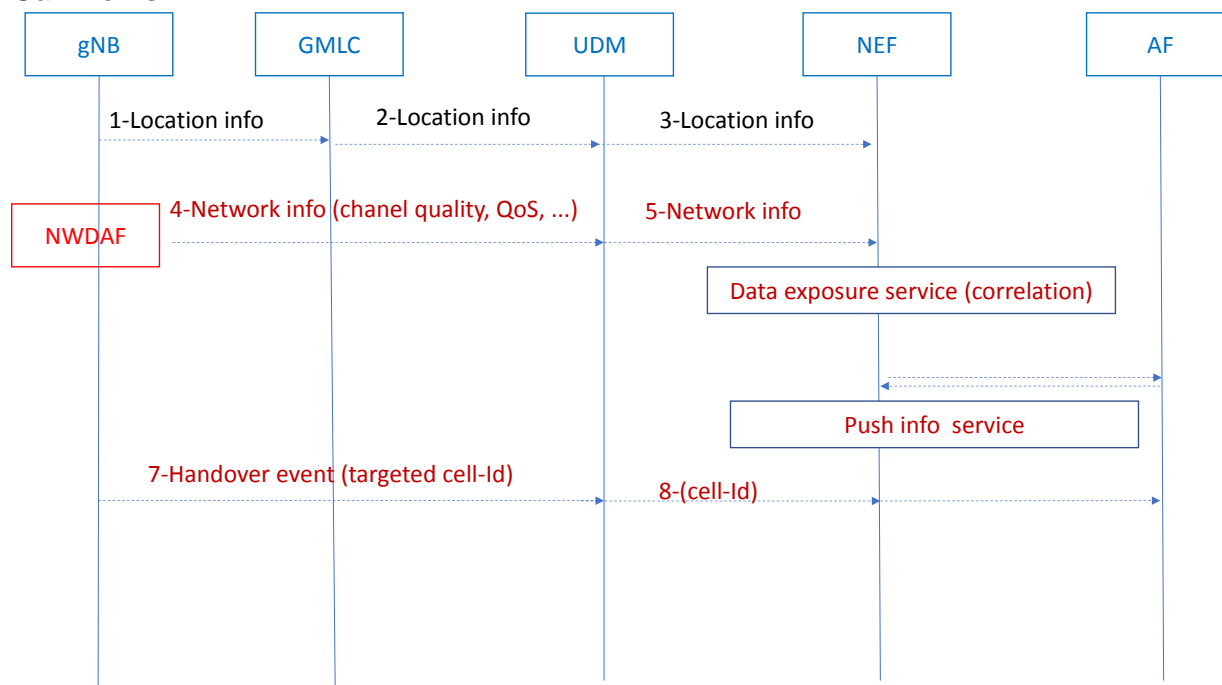 gNB
GMLC
UDM
NEF
AF
1-Location info
2-Location info
3-Location info
NWDAF
4-Network info (chanel quality, QoS, ...)
5-Network info
Data exposure service (correlation)
Push info service
7-Handover event (targeted cell-Id)
8-(cell-Id)